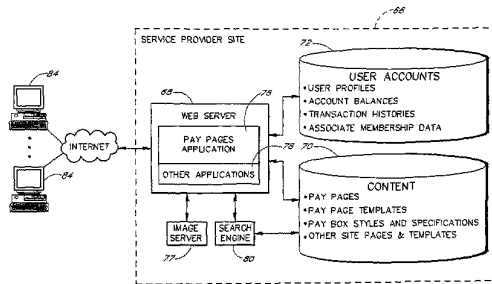 66
SERVICE PROVIDER SITE
72
USER ACCOUNTS
• USER PROFILES
• ACCOUNT BALANCES
• TRANSACTION HISTORIES
• ASSOCIATE MEMBERSHIP DATA
84
68
76
WEB SERVER
PAY PAGES
APPLICATION
78
OTHER APPLICATIONS
INTERNET
84
70
CONTENT
• PAY PAGES
• PAY PAGE TEMPLATES
• PAY BOX STYLES AND SPECIFICATIONS
• OTHER SITE PAGES & TEMPLATES
IMAGE
SERVER
77
SEARCH
ENGINE
80